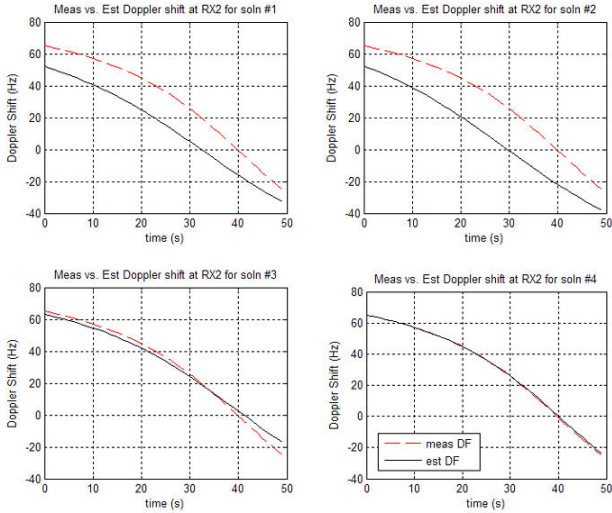 Meas vs. Est Doppler shift at RX2 for soln #1
80
60
40
20
0
-20
-40
Doppler Shift (Hz)
0 10 20 30 40 50
time (s)
Meas vs. Est Doppler shift at RX2 for soln #2
80
60
40
20
0
-20
-40
Doppler Shift (Hz)
0 10 20 30 40 50
time (s)
Meas vs. Est Doppler shift at RX2 for soln #3
80
60
40
20
0
-20
-40
Doppler Shift (Hz)
0 10 20 30 40 50
time (s)
Meas vs. Est Doppler shift at RX2 for soln #4
80
60
40
20
0
-20
-40
Doppler Shift (Hz)
meas DF
est DF
0 10 20 30 40 50
time (s)